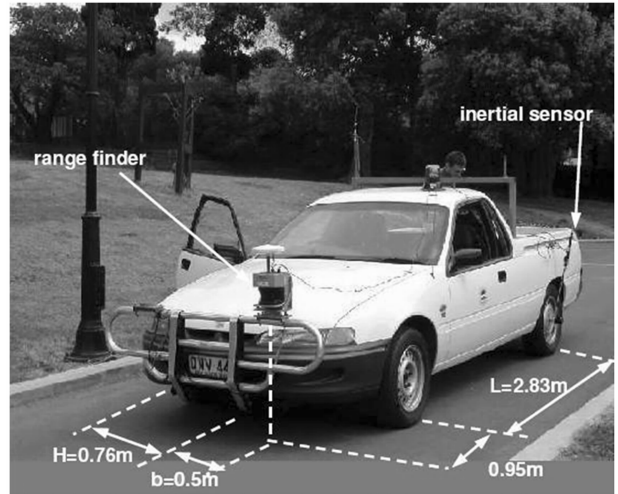 inertial sensor
range finder
L=2.83m
H=0.76m
0.95m
b=0.5m